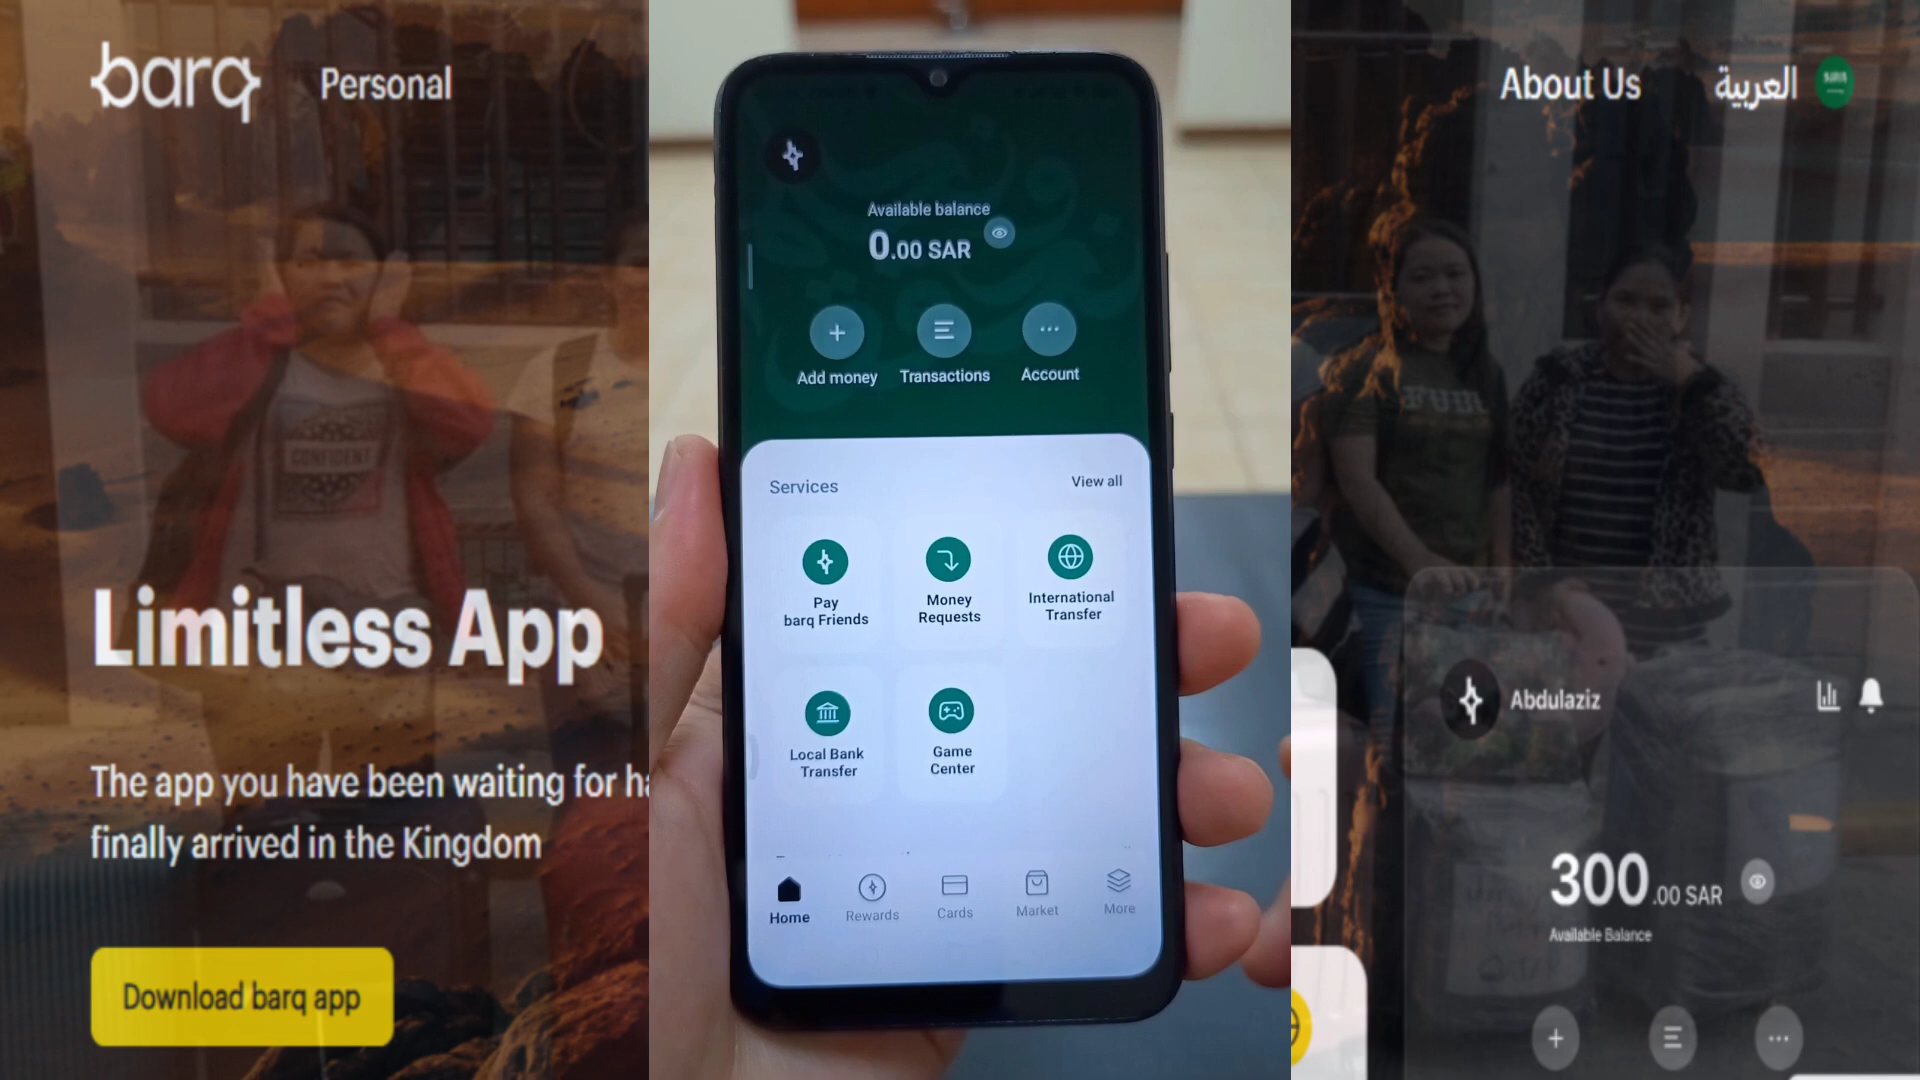 barq
Personal
Limitless App
The app you have been waiting for ha
finally arrived in the Kingdom
Download barq app
CONFIDENT
Available balance
0.00 SAR
Add money
Transactions
Account
Services
View all
Pay
barq Friends
Money
Requests
International
Transfer
Local Bank
Transfer
Game
Center
Home
Rewards
Cards
Market
More
About Us
العربية
Abdulaziz
300.00 SAR
Available Balance